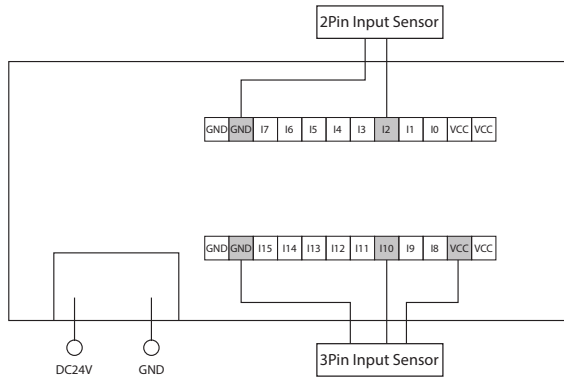 2Pin Input Sensor
GND GND I7 I6 I5 I4 I3 I2 I1 I0 VCC VCC
GND GND I15 I14 I13 I12 I11 I10 I9 I8 VCC VCC
3Pin Input Sensor
DC24V GND